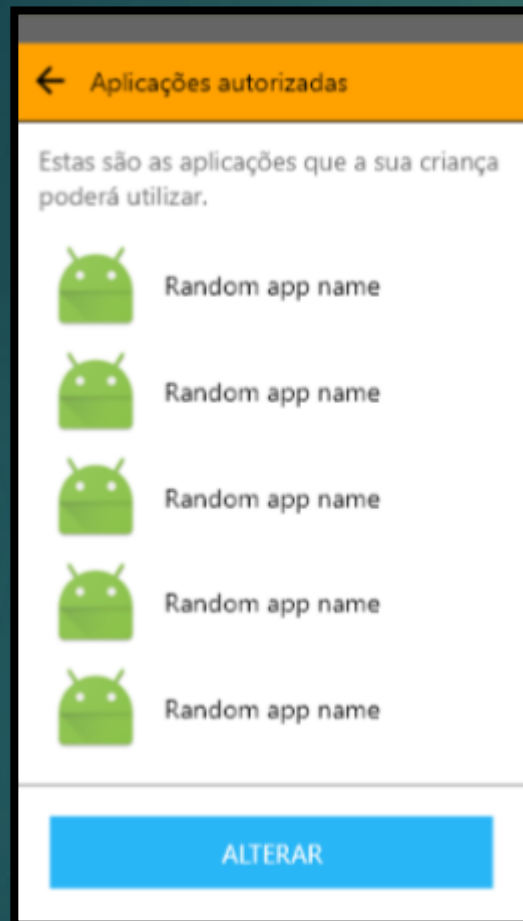 Aplicações autorizadas
Estas são as aplicações que a sua criança
poderá utilizar.
Random app name
Random app name
Random app name
Random app name
Random app name
ALTERAR